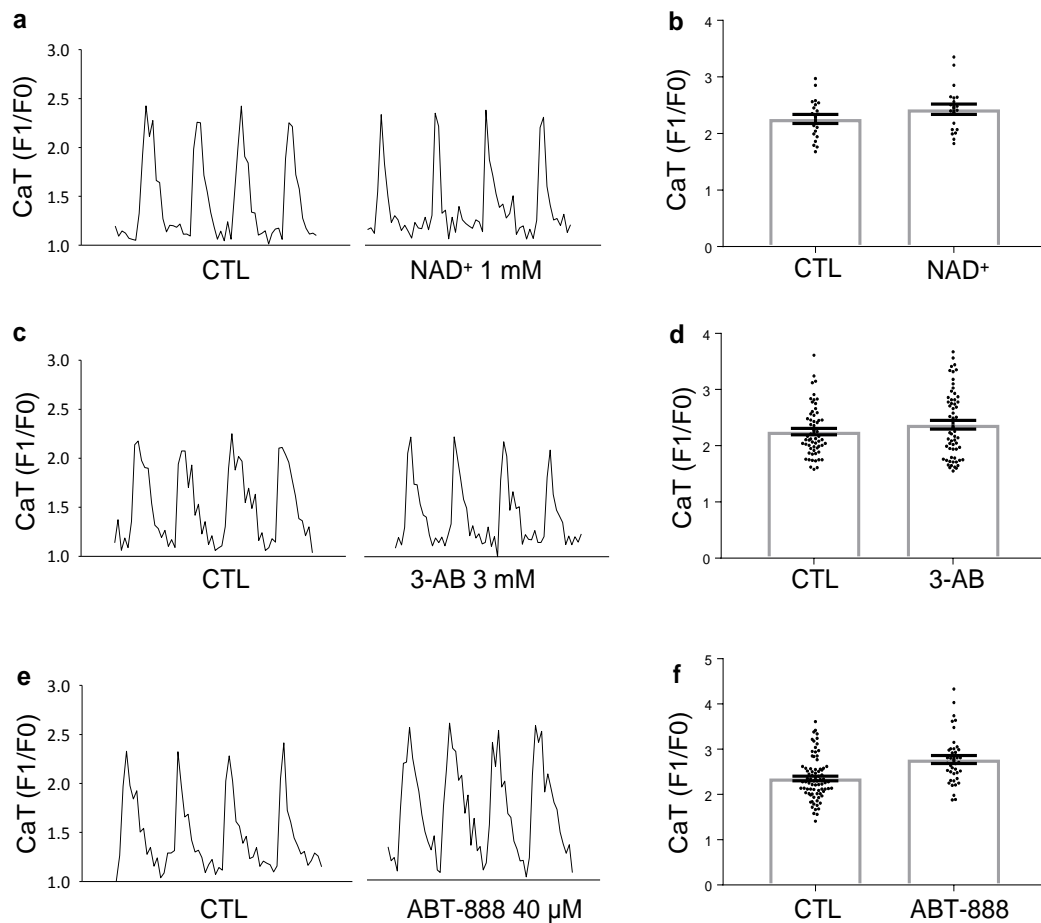 a
3.0
2.5
2.0
1.5
1.0
CaT (F1/F0)
CTL
NAD⁺ 1 mM
b
4
3
2
1
0
CaT (F1/F0)
CTL
NAD⁺
c
3.0
2.5
2.0
1.5
1.0
CaT (F1/F0)
CTL
3-AB 3 mM
d
4
3
2
1
0
CaT (F1/F0)
CTL
3-AB
e
3.0
2.5
2.0
1.5
1.0
CaT (F1/F0)
CTL
ABT-888 40 µM
f
5
4
3
2
1
0
CaT (F1/F0)
CTL
ABT-888